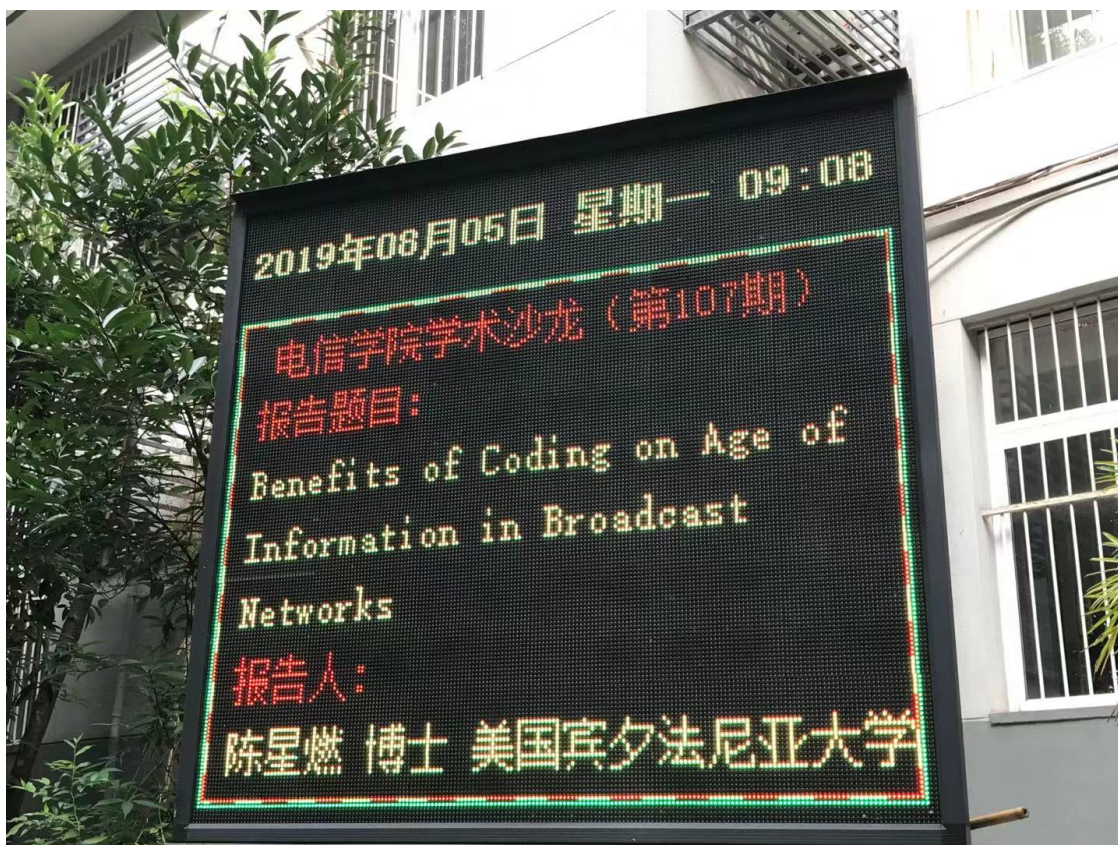 2019年08月05日 星期一 09:08
电信学院学术沙龙（第107期）
报告题目：
Benefits of Coding on Age of
Information in Broadcast
Networks
报告人：
陈星燃 博士 美国宾夕法尼亚大学